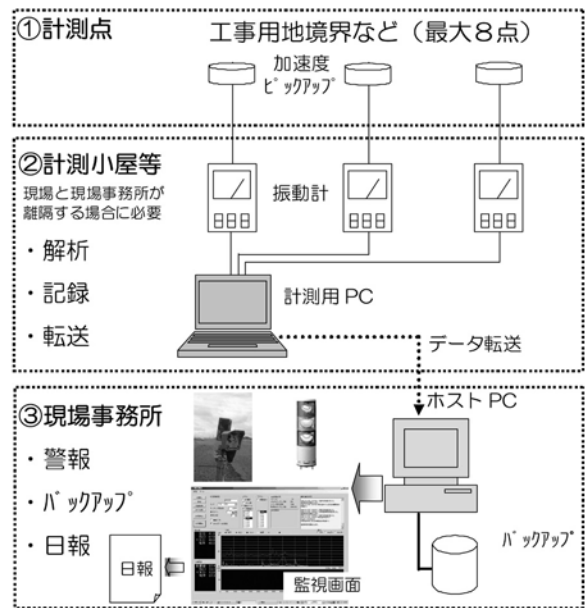 ①計測点
工事用地境界など（最大８点）
加速度
ﾋﾟｯｸｱｯﾌﾟ
②計測小屋等
現場と現場事務所が
離隔する場合に必要
・解析
・記録
・転送
振動計
計測用 PC
データ転送
③現場事務所
・警報
・ﾊﾞｯｸｱｯﾌﾟ
・日報
ホスト PC
ﾊﾞｯｸｱｯﾌﾟ
日報
監視画面